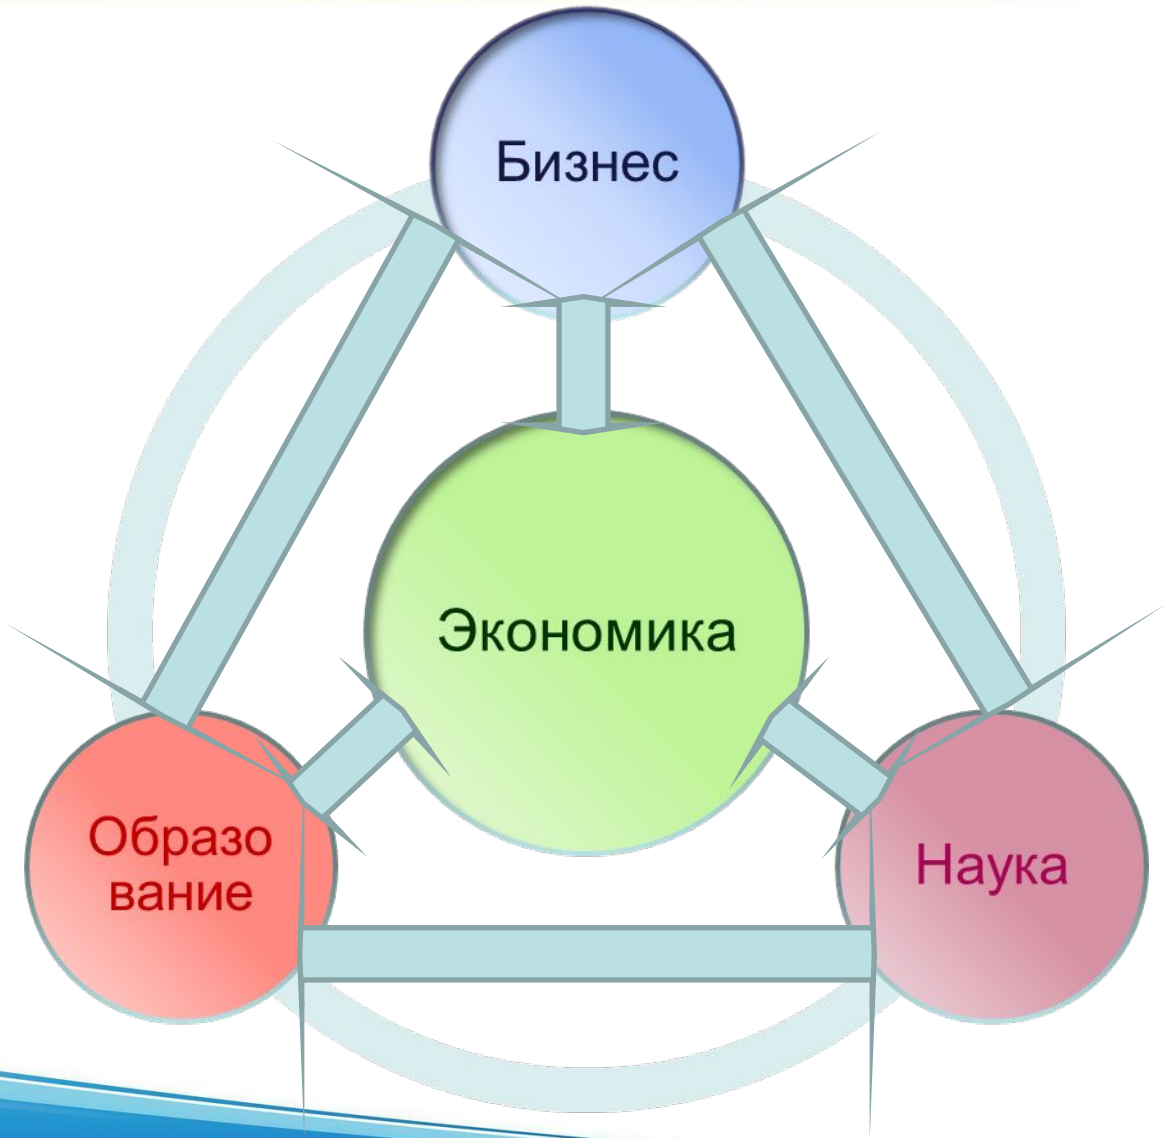 Бизнес
Экономика
Образо
вание
Наука